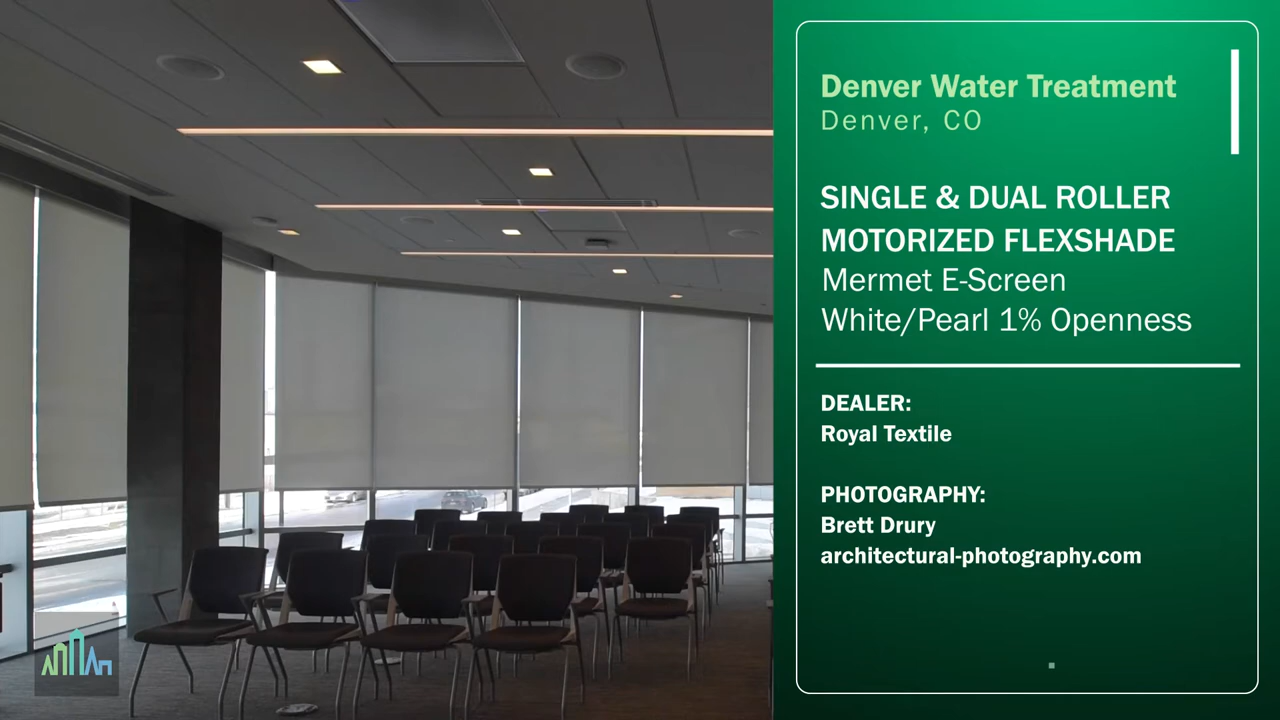 Denver Water Treatment
Denver, CO
SINGLE & DUAL ROLLER
MOTORIZED FLEXSHADE
Mermet E-Screen
White/Pearl 1% Openness
DEALER:
Royal Textile
PHOTOGRAPHY:
Brett Drury
architectural-photography.com